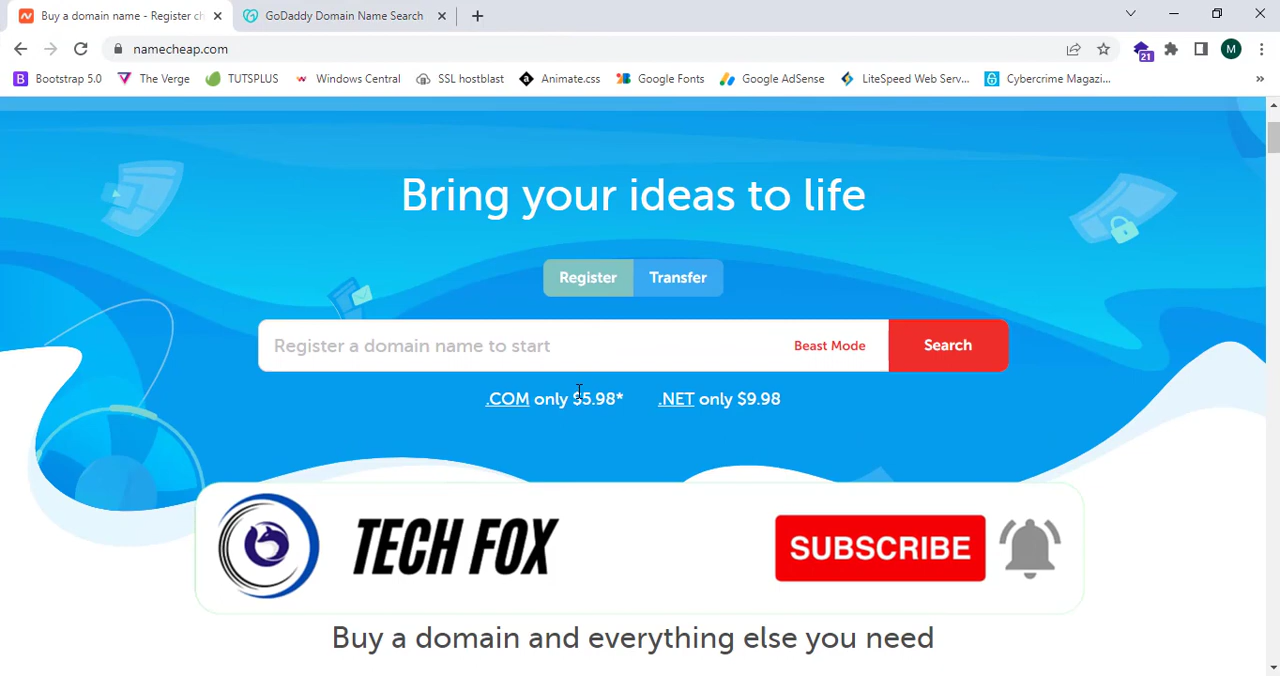 Buy a domain name - Register ch
GoDaddy Domain Name Search
namecheap.com
21
M
Bootstrap 5.0
The Verge
TUTSPLUS
Windows Central
SSL hostblast
Animate.css
Google Fonts
Google AdSense
LiteSpeed Web Serv...
Cybercrime Magazi...
»
Bring your ideas to life
Register Transfer
Register a domain name to start Beast Mode Search
.COM only $5.98* .NET only $9.98
TECH FOX SUBSCRIBE
Buy a domain and everything else you need